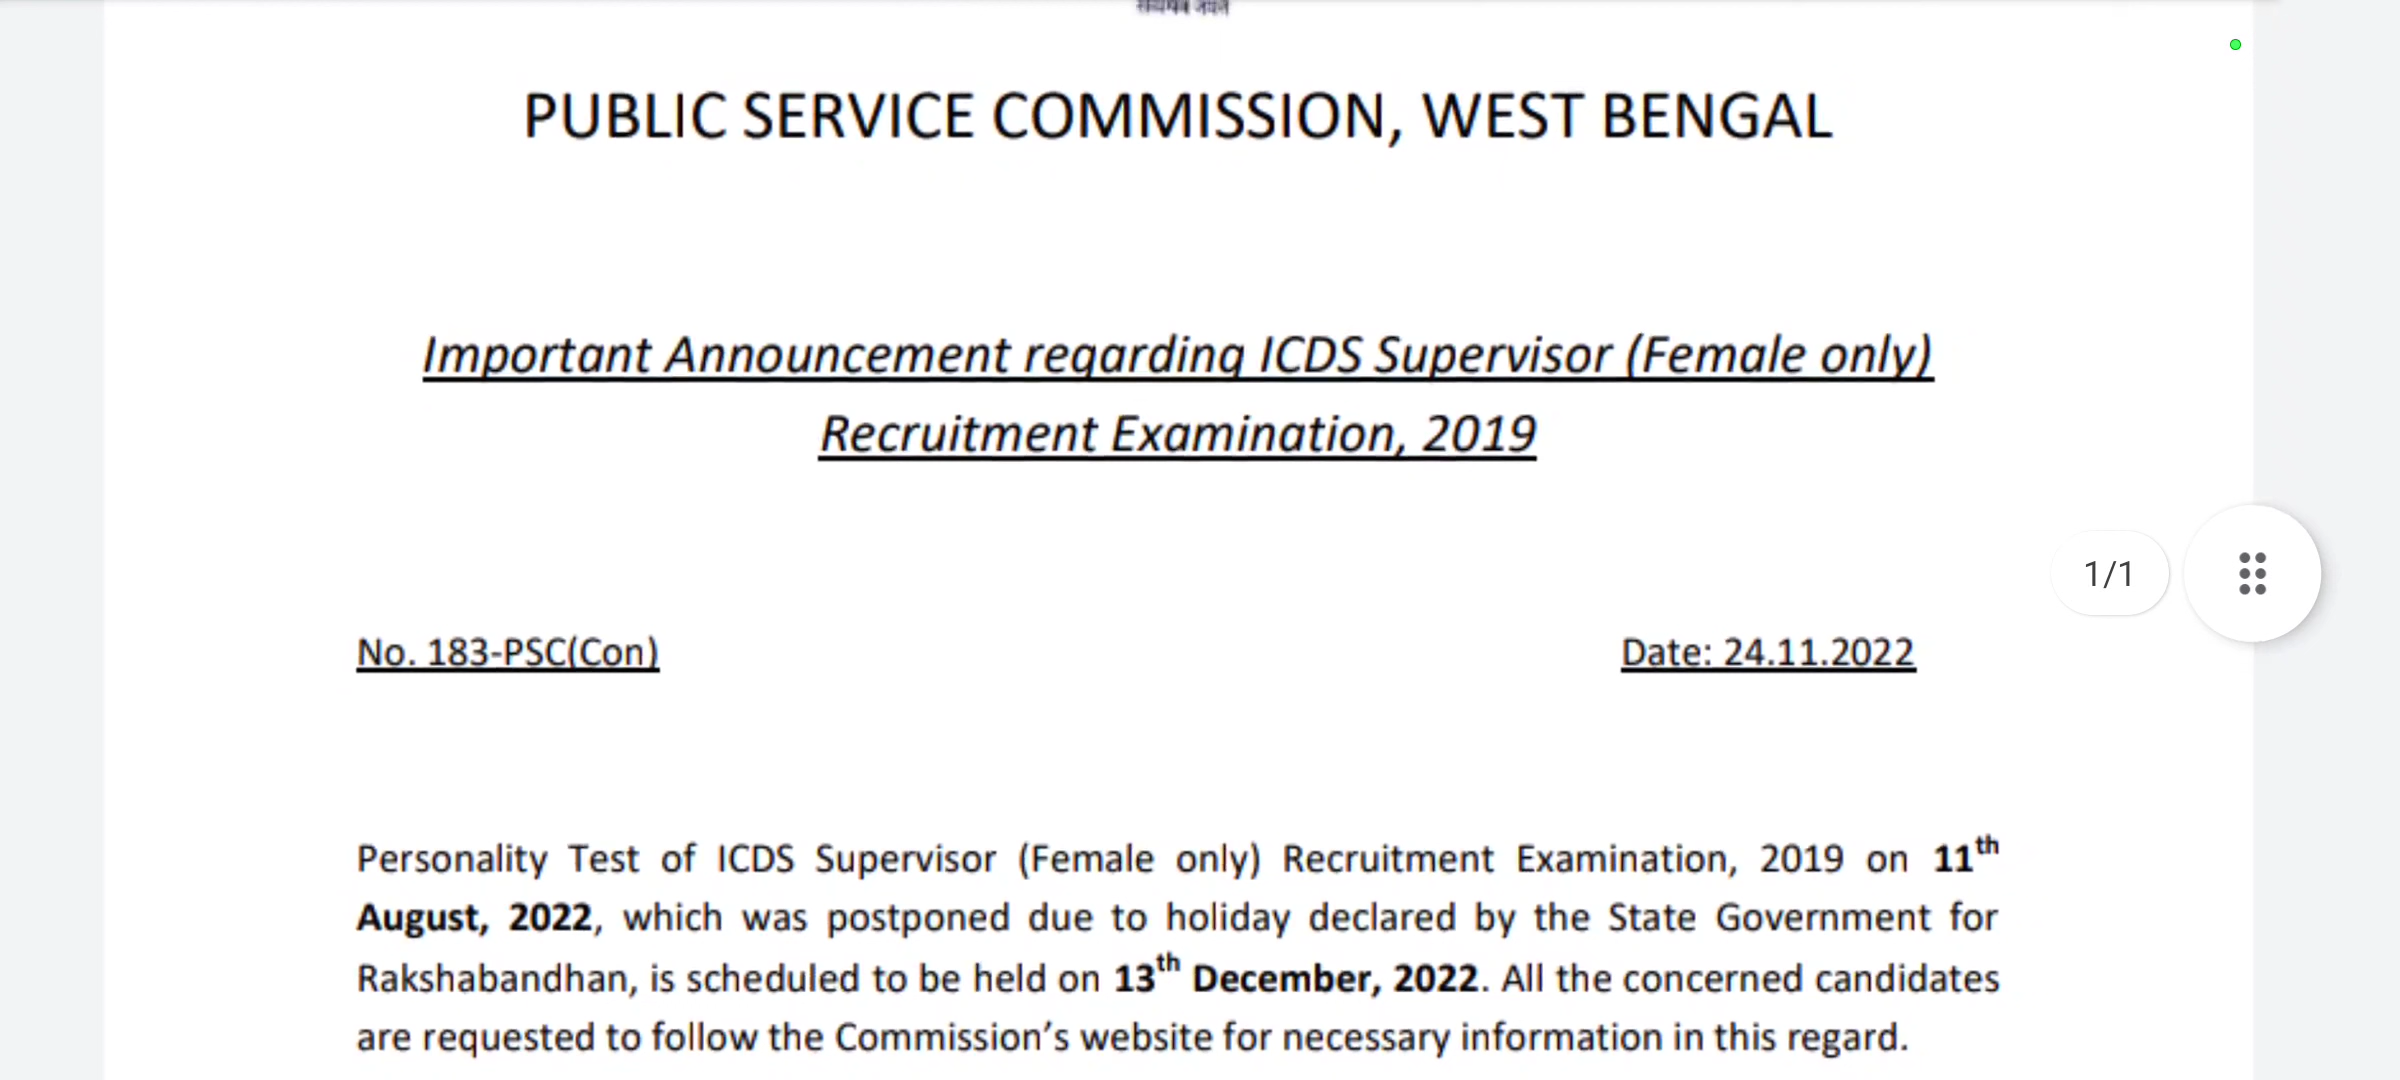 PUBLIC SERVICE COMMISSION, WEST BENGAL
Important Announcement regarding ICDS Supervisor (Female only)
Recruitment Examination, 2019
1/1
No. 183-PSC(Con) Date: 24.11.2022
Personality Test of ICDS Supervisor (Female only) Recruitment Examination, 2019 on 11th
August, 2022, which was postponed due to holiday declared by the State Government for
Rakshabandhan, is scheduled to be held on 13th December, 2022. All the concerned candidates
are requested to follow the Commission’s website for necessary information in this regard.